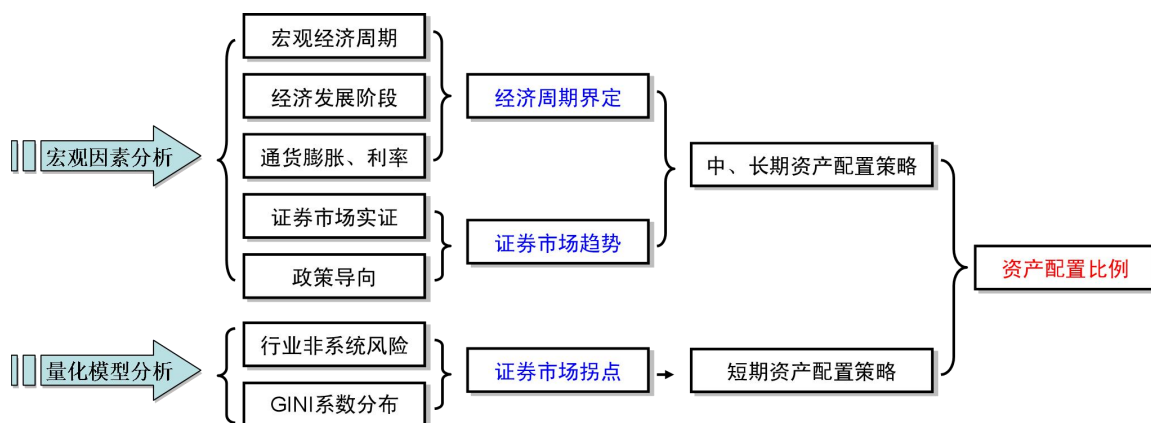 宏观因素分析
宏观经济周期
经济发展阶段
通货膨胀、利率
证券市场实证
政策导向
经济周期界定
证券市场趋势
中、长期资产配置策略
量化模型分析
行业非系统风险
GINI系数分布
证券市场拐点
短期资产配置策略
资产配置比例